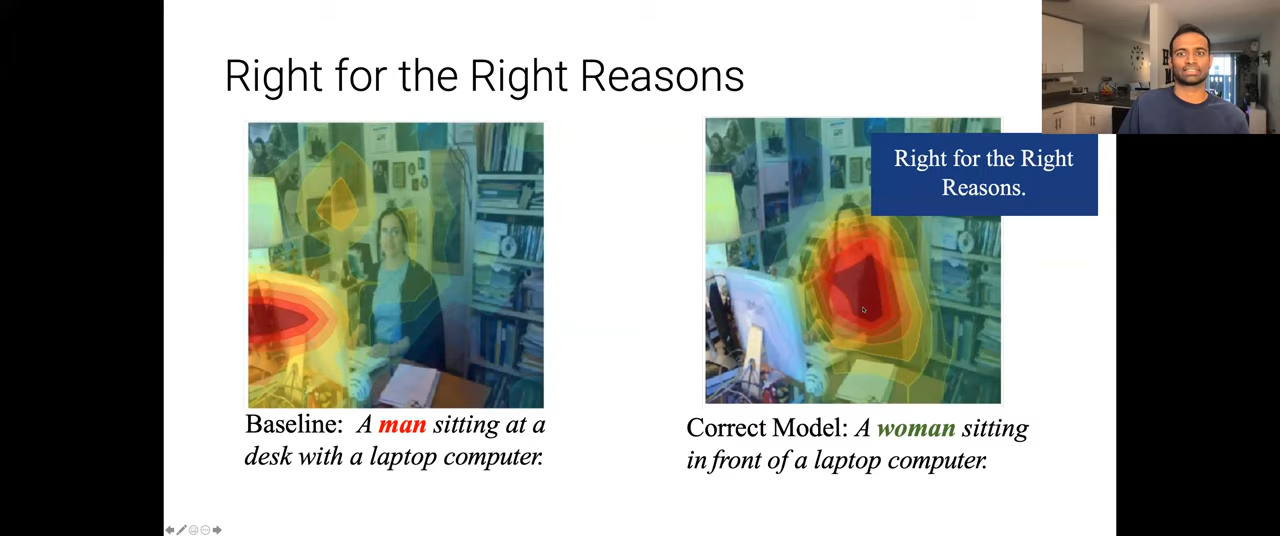 Right for the Right Reasons
Right for the Right
Reasons.
Baseline: A man sitting at a
desk with a laptop computer.
Correct Model: A woman sitting
in front of a laptop computer.